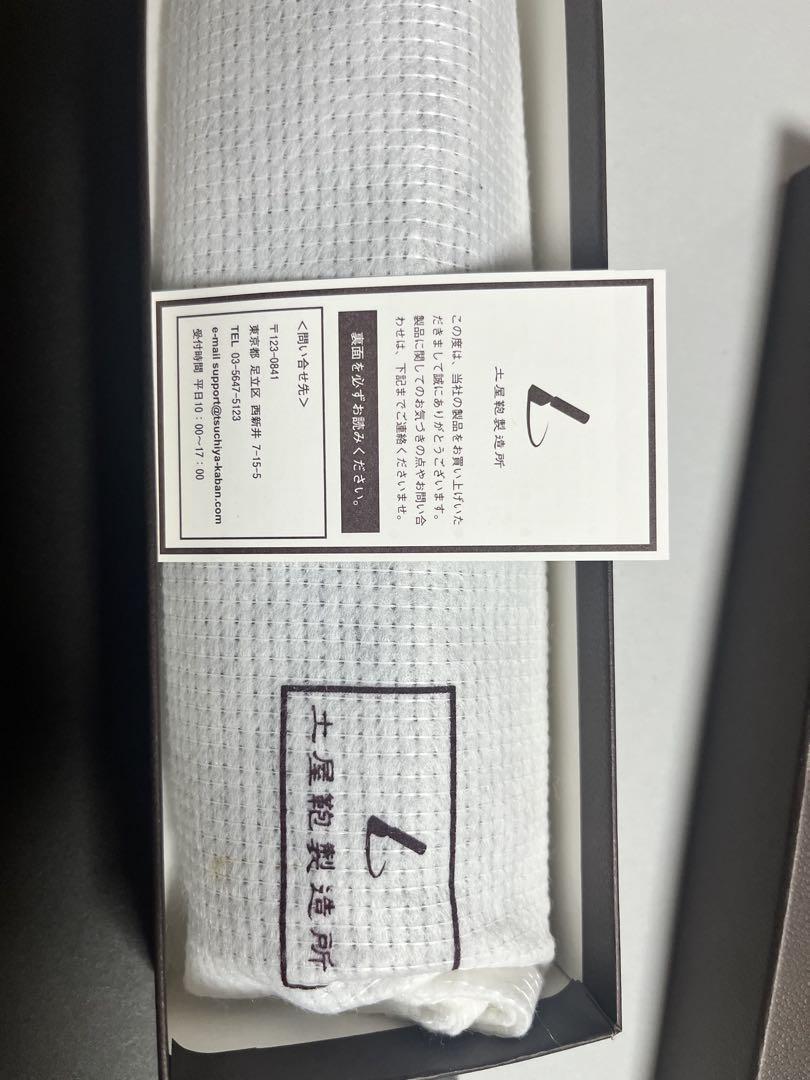 土屋鞄製造所
この度は、当社の製品をお買い上げいた
だきまして誠にありがとうございます。
製品に関してのお気づきの点やお問い合
わせは、下記までご連絡くださいませ。
裏面を必ずお読みください。
<問い合せ先>
〒123-0841
東京都 足立区 西新井 7-15-5
TEL 03-5647-5123
e-mail support@tsuchiya-kaban.com
受付時間 平日10：00〜17：00
土屋鞄製造所